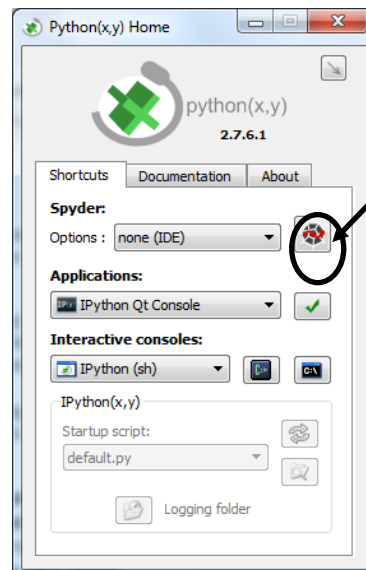 Python(x,y) Home
python(x,y)
2.7.6.1
Shortcuts Documentation About
Spyder:
Options : none (IDE)
Applications:
IPython Qt Console
Interactive consoles:
IPython (sh)
IPython(x,y)
Startup script:
default.py
Logging folder